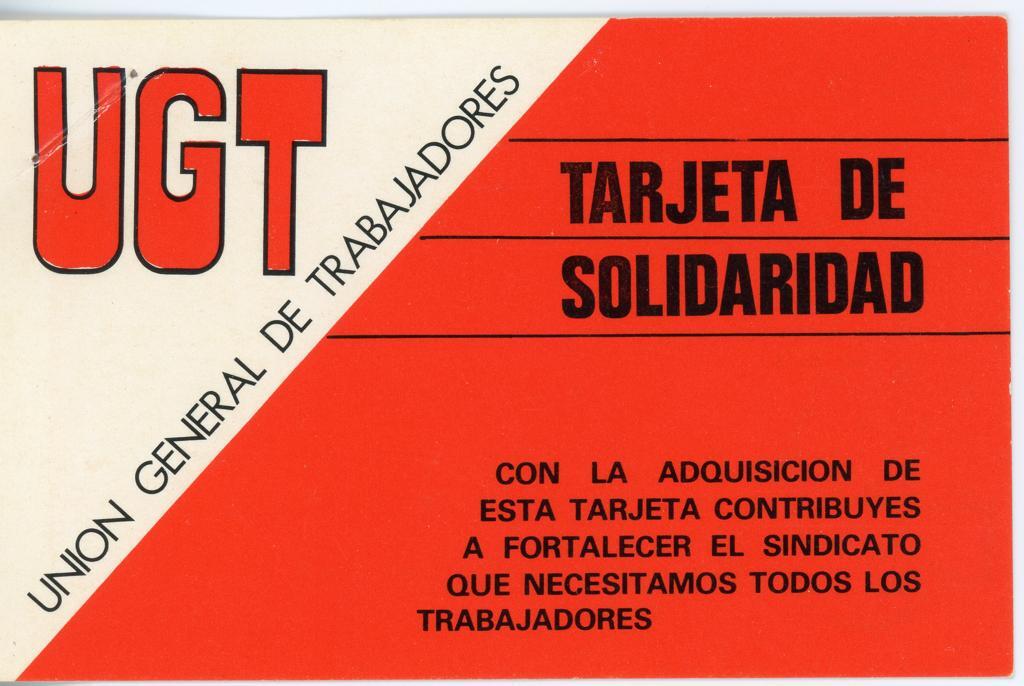 UGT
UNION GENERAL DE TRABAJADORES
TARJETA DE
SOLIDARIDAD
CON LA ADQUISICION DE
ESTA TARJETA CONTRIBUYES
A FORTALECER EL SINDICATO
QUE NECESITAMOS TODOS LOS
TRABAJADORES